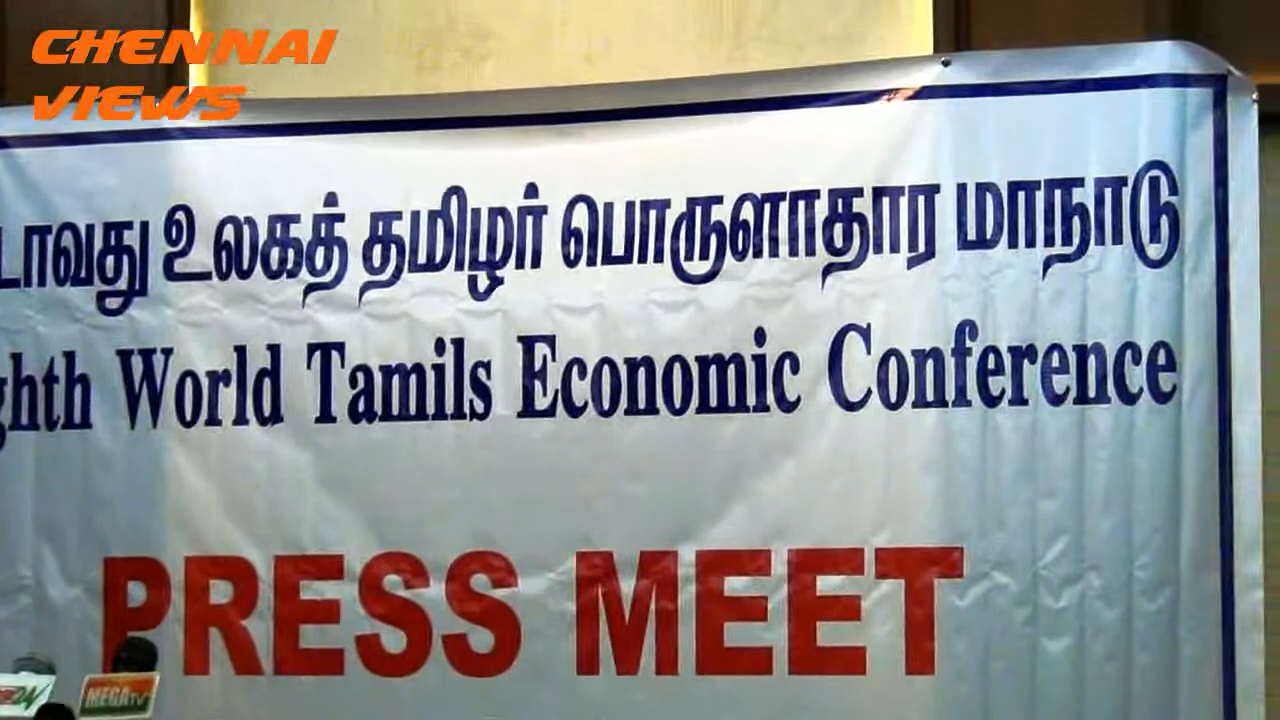 CHENNAI
VIEWS
டாவது உலகத் தமிழர் பொருளாதார மாநாடு
ghth World Tamils Economic Conference
PRESS MEET
MEGA TV